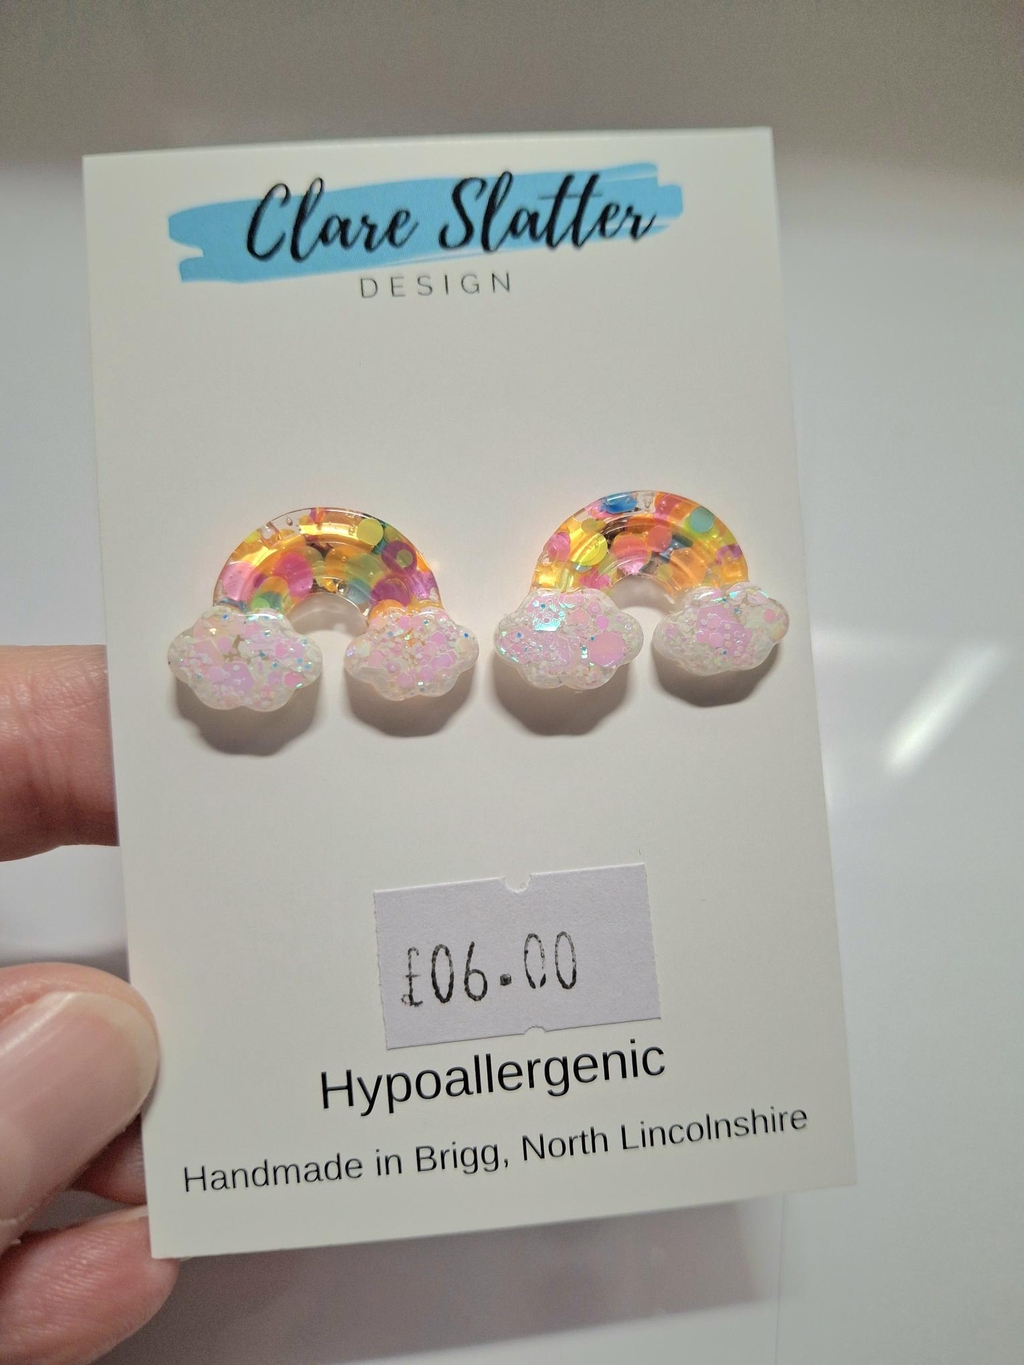 Clare Slatter
DESIGN
£06.00
Hypoallergenic
Handmade in Brigg, North Lincolnshire